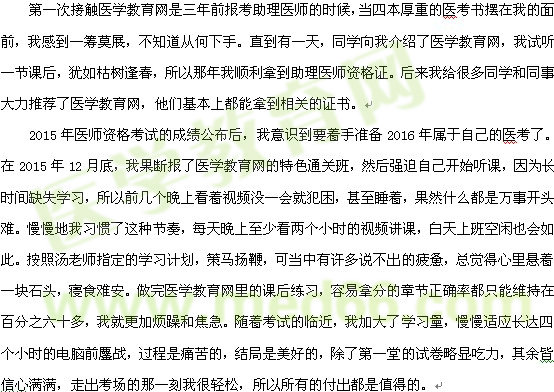 第一次接触医学教育网是三年前报考助理医师的时候，当四本厚重的医考书摆在我的面
前，我感到一筹莫展，不知道从何下手。直到有一天，同学向我介绍了医学教育网，我试听
一节课后，犹如枯树逢春，所以那年我顺利拿到助理医师资格证。后来我给很多同学和同事
大力推荐了医学教育网，他们基本上都能拿到相关的证书。
2015 年医师资格考试的成绩公布后，我意识到要着手准备 2016 年属于自己的医考了。
在 2015 年 12 月底，我果断报了医学教育网的特色通关班，然后强迫自己开始听课，因为长
时间缺失学习，所以前几个晚上看着视频没一会就犯困，甚至睡着，果然什么都是万事开头
难。慢慢地我习惯了这种节奏，每天晚上至少看两个小时的视频讲课，白天上班空闲也会如
此。按照汤老师指定的学习计划，策马扬鞭，可当中有许多说不出的疲惫，总觉得心里悬着
一块石头，寝食难安。做完医学教育网里的课后练习，容易拿分的章节正确率都只能维持在
百分之六十多，我就更加烦躁和焦急。随着考试的临近，我加大了学习量，慢慢适应长达四
个小时的电脑前鏖战，过程是痛苦的，结局是美好的，除了第一堂的试卷略显吃力，其余皆
信心满满，走出考场的那一刻我很轻松，所以所有的付出都是值得的。
医学教育网